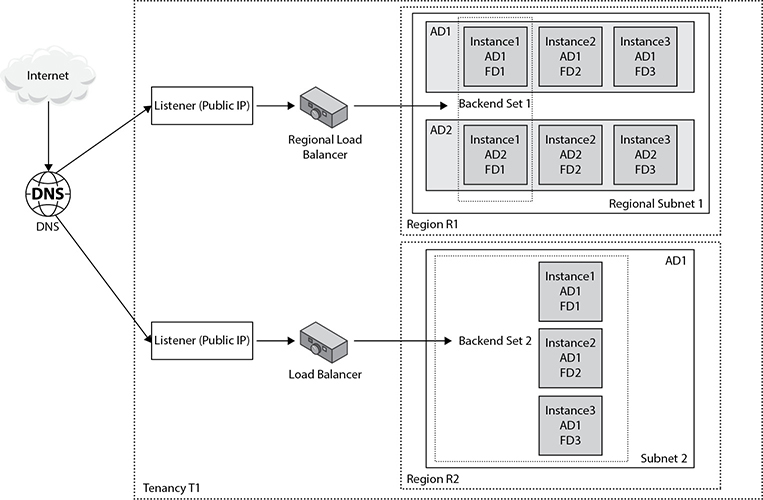 Internet
DNS
DNS
Listener (Public IP)
Regional Load
Balancer
AD1
Instance1
AD1
FD1
Instance2
AD1
FD2
Instance3
AD1
FD3
Backend Set 1
AD2
Instance1
AD2
FD1
Instance2
AD2
FD2
Instance3
AD2
FD3
Regional Subnet 1
Region R1
Listener (Public IP)
Load Balancer
AD1
Instance1
AD1
FD1
Backend Set 2
Instance2
AD1
FD2
Instance3
AD1
FD3
Subnet 2
Region R2
Tenancy T1